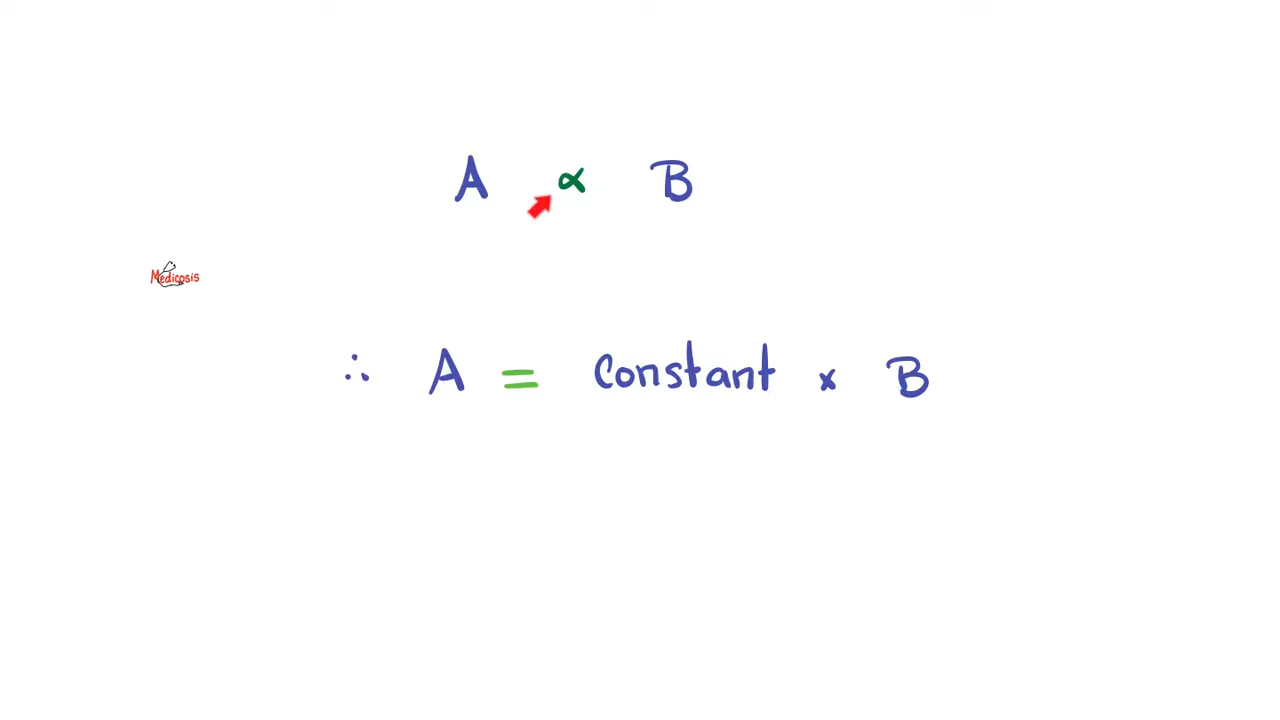 A ∝ B
Medicosis
∴ A = Constant × B